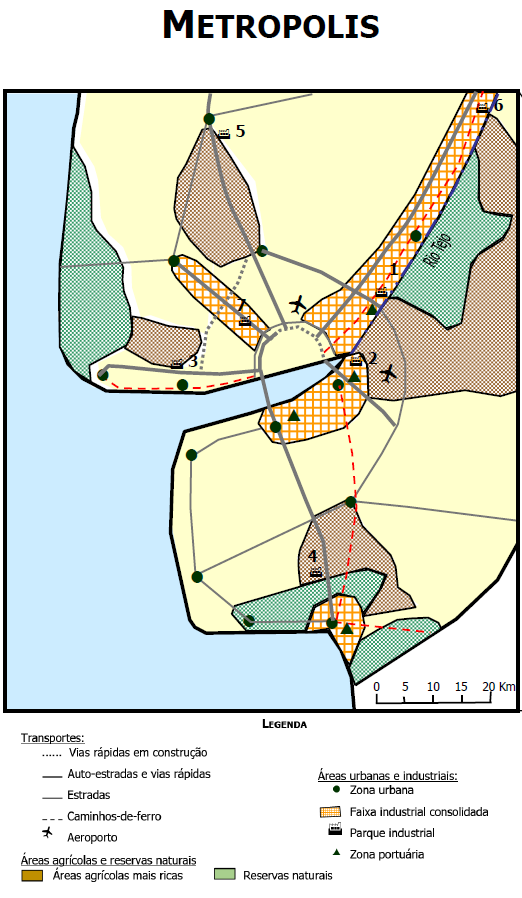 METROPOLIS
6
5
Rio Tejo
1
7
2
3
4
0 5 10 15 20 Km
LEGENDA
Transportes:
Vias rápidas em construção
Auto-estradas e vias rápidas
Estradas
Caminhos-de-ferro
Aeroporto
Áreas agrícolas e reservas naturais
Áreas agrícolas mais ricas
Reservas naturais
Áreas urbanas e industriais:
Zona urbana
Faixa industrial consolidada
Parque industrial
Zona portuária